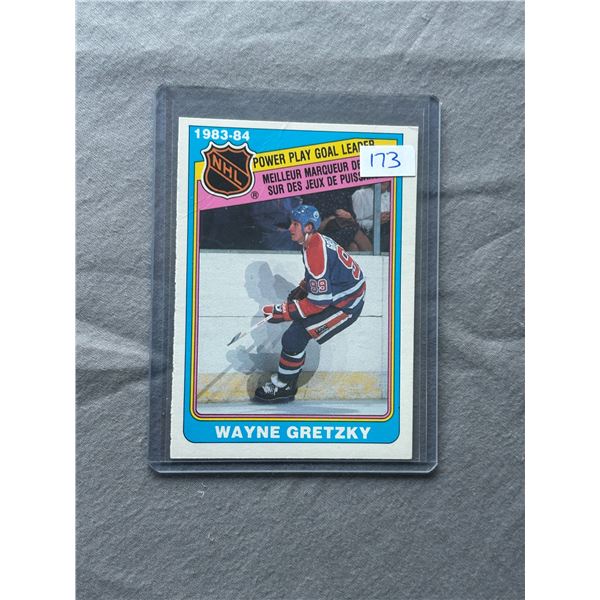 1983-84
NHL
®
POWER PLAY GOAL LEADER
MEILLEUR MARQUEUR DE
SUR DES JEUX DE PUISSA
173
99
99
WAYNE GRETZKY